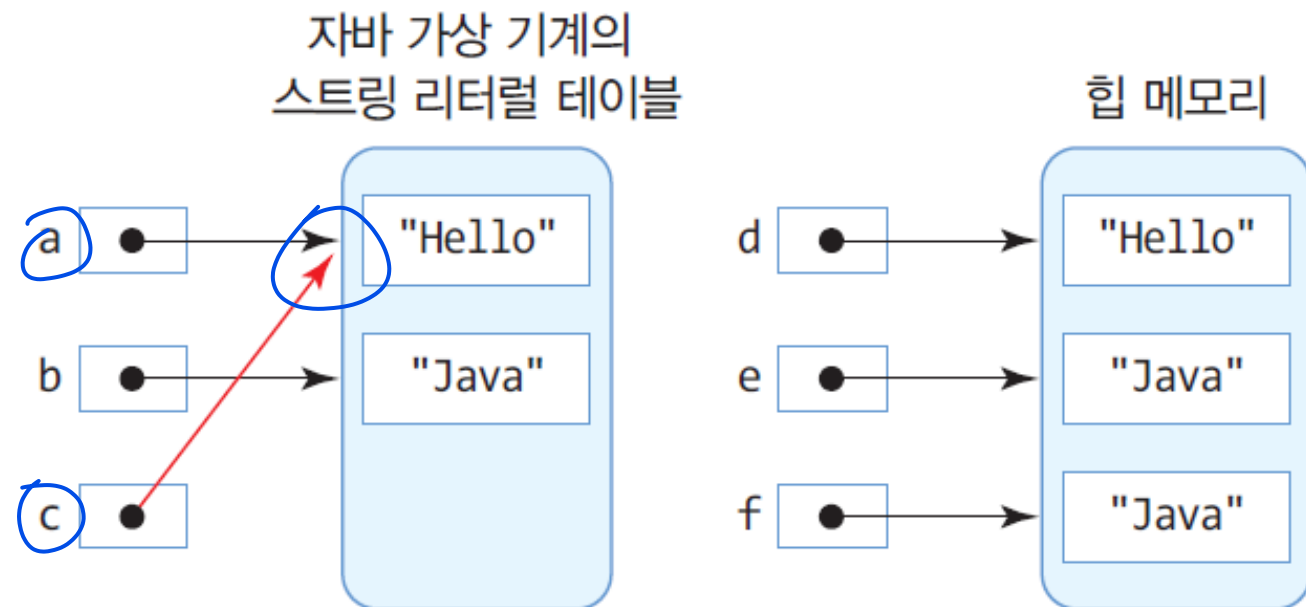 자바 가상 기계의
스트링 리터럴 테이블
힙 메모리
a
"Hello"
b
"Java"
c
d
"Hello"
e
"Java"
f
"Java"